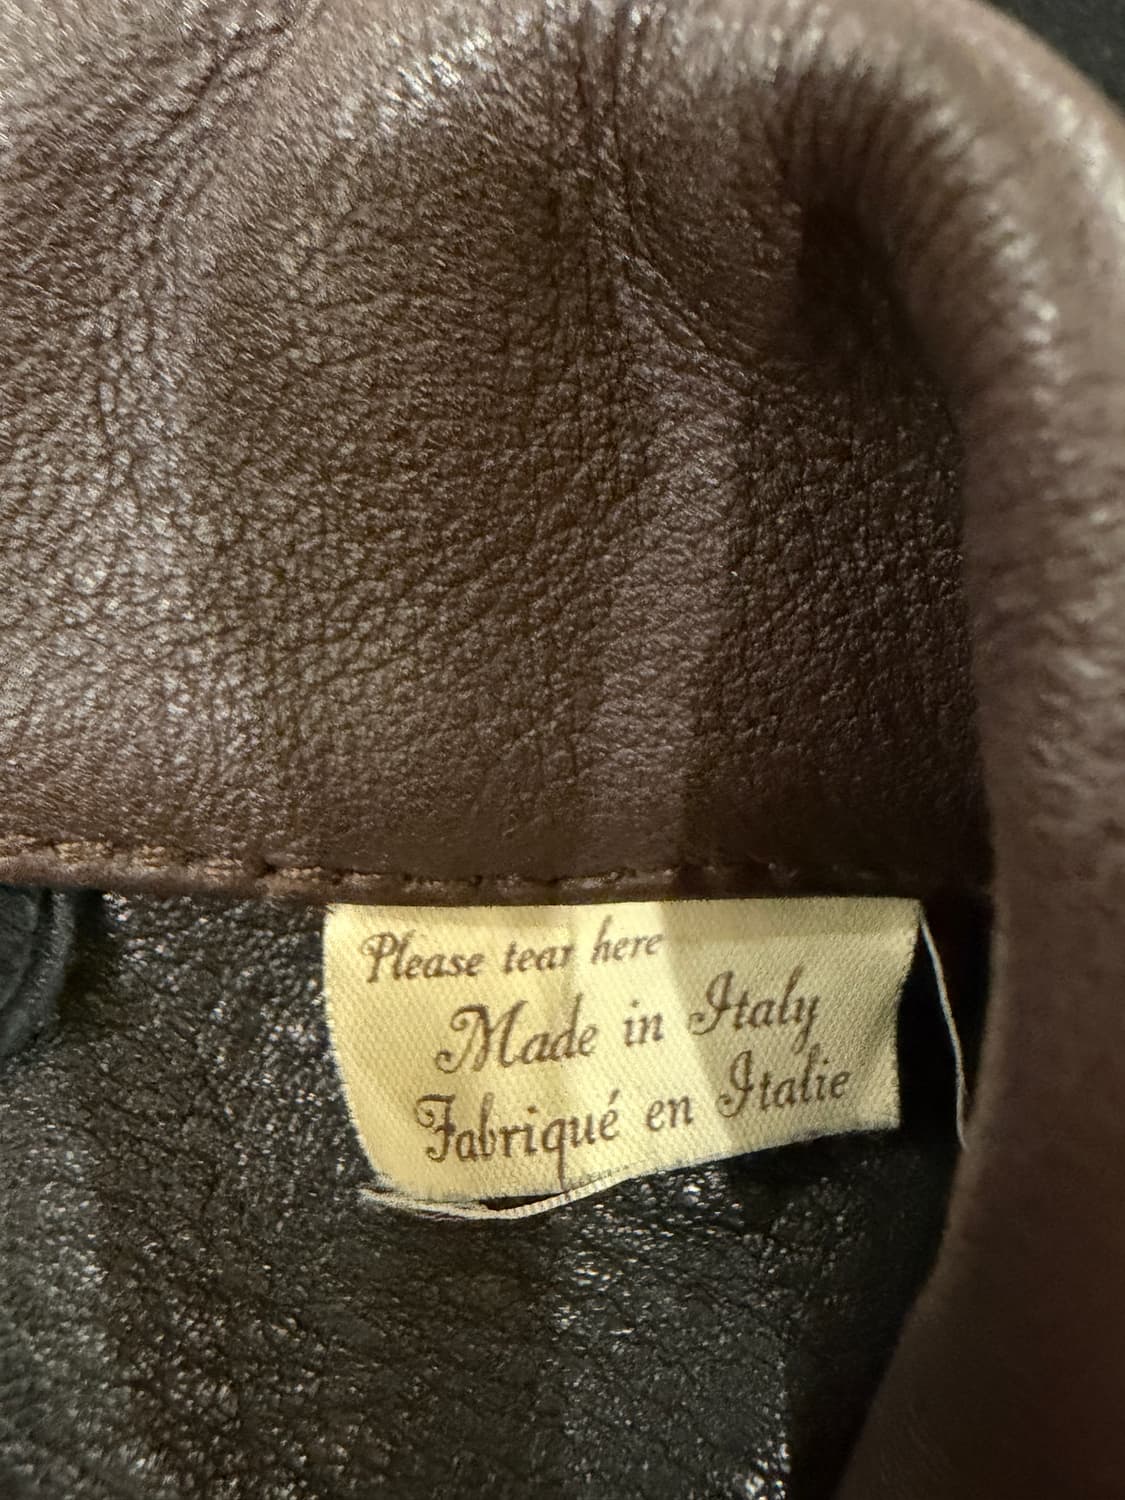 Please tear here
Made in Italy
Fabriqué en Italie